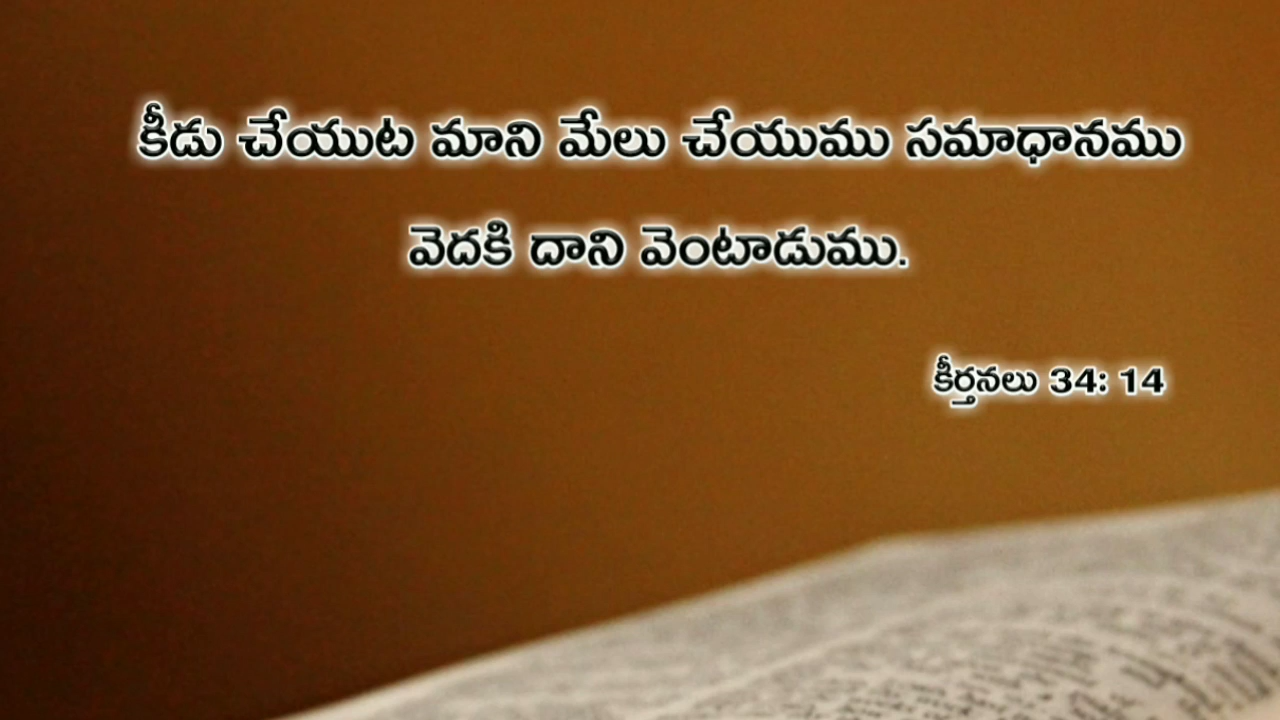 కీడు చేయుట మాని మేలు చేయుము సమాధానము
వెదకి దాని వెంటాడుము.
కీర్తనలు 34: 14